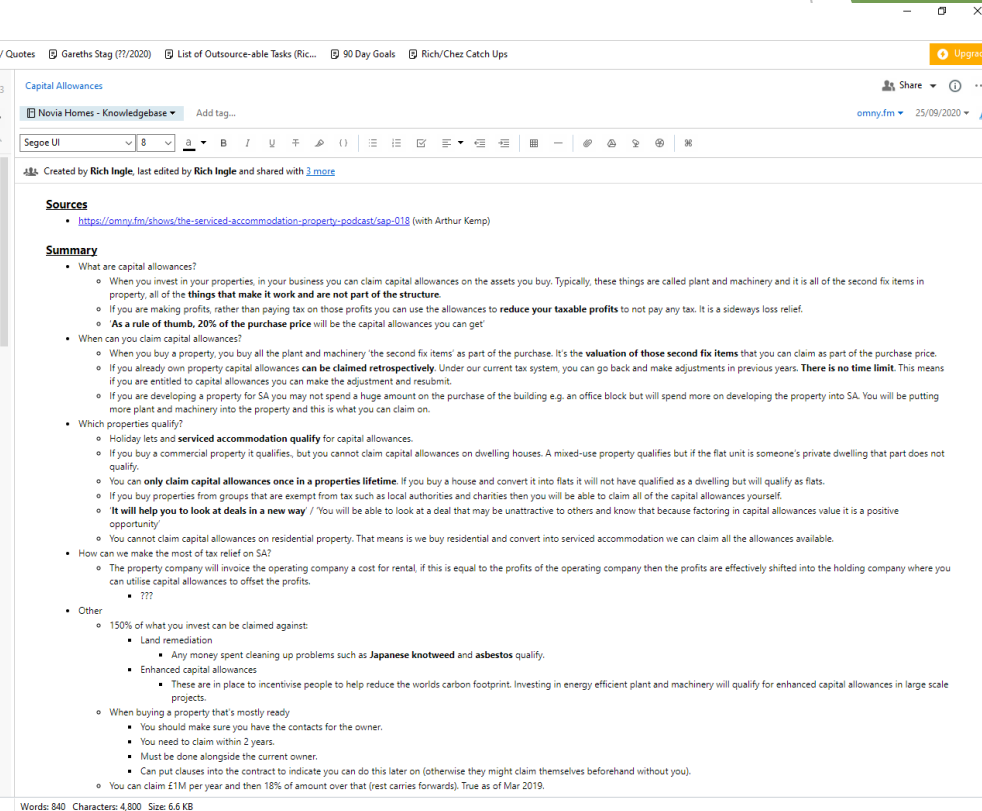 / Quotes Gareths Stag (??/2020) List of Outsource-able Tasks (Ric... 90 Day Goals Rich/Chez Catch Ups
Upgrad
Capital Allowances Share
Novia Homes - Knowledgebase Add tag... omny.fm 25/09/2020
Segoe UI 8 a B I U
Created by Rich Ingle, last edited by Rich Ingle and shared with 3 more
Sources
• https://omny.fm/shows/the-serviced-accommodation-property-podcast/sap-018 (with Arthur Kemp)
Summary
• What are capital allowances?
When you invest in your properties, in your business you can claim capital allowances on the assets you buy. Typically, these things are called plant and machinery and it is all of the second fix items in
property, all of the things that make it work and are not part of the structure.
If you are making profits, rather than paying tax on those profits you can use the allowances to reduce your taxable profits to not pay any tax. It is a sideways loss relief.
'As a rule of thumb, 20% of the purchase price will be the capital allowances you can get'
• When can you claim capital allowances?
When you buy a property, you buy all the plant and machinery 'the second fix items' as part of the purchase. It's the valuation of those second fix items that you can claim as part of the purchase price.
If you already own property capital allowances can be claimed retrospectively. Under our current tax system, you can go back and make adjustments in previous years. There is no time limit. This means
if you are entitled to capital allowances you can make the adjustment and resubmit.
If you are developing a property for SA you may not spend a huge amount on the purchase of the building e.g. an office block but will spend more on developing the property into SA. You will be putting
more plant and machinery into the property and this is what you can claim on.
• Which properties qualify?
Holiday lets and serviced accommodation qualify for capital allowances.
If you buy a commercial property it qualifies., but you cannot claim capital allowances on dwelling houses. A mixed-use property qualifies but if the flat unit is someone's private dwelling that part does not
qualify.
You can only claim capital allowances once in a properties lifetime. If you buy a house and convert it into flats it will not have qualified as a dwelling but will qualify as flats.
If you buy properties from groups that are exempt from tax such as local authorities and charities then you will be able to claim all of the capital allowances yourself.
'It will help you to look at deals in a new way' / 'You will be able to look at a deal that may be unattractive to others and know that because factoring in capital allowances value it is a positive
opportunity'
You cannot claim capital allowances on residential property. That means is we buy residential and convert into serviced accommodation we can claim all the allowances available.
• How can we make the most of tax relief on SA?
The property company will invoice the operating company a cost for rental, if this is equal to the profits of the operating company then the profits are effectively shifted into the holding company where you
can utilise capital allowances to offset the profits.
???
• Other
150% of what you invest can be claimed against:
Land remediation
Any money spent cleaning up problems such as Japanese knotweed and asbestos qualify.
Enhanced capital allowances
These are in place to incentivise people to help reduce the worlds carbon footprint. Investing in energy efficient plant and machinery will qualify for enhanced capital allowances in large scale
projects.
When buying a property that's mostly ready
You should make sure you have the contacts for the owner.
You need to claim within 2 years.
Must be done alongside the current owner.
Can put clauses into the contract to indicate you can do this later on (otherwise they might claim themselves beforehand without you).
You can claim £1M per year and then 18% of amount over that (rest carries forwards). True as of Mar 2019.
Words: 840 Characters: 4,800 Size: 6.6 KB